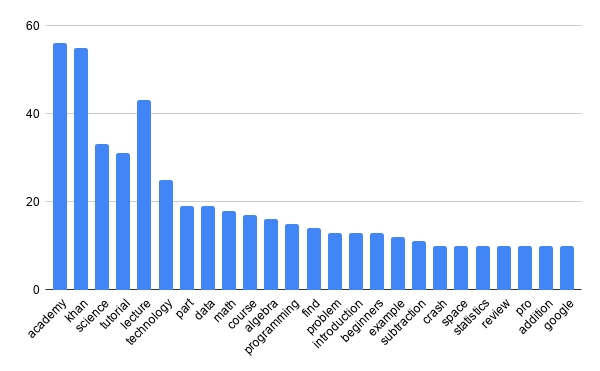 60
40
20
0
academy
khan
science
tutorial
lecture
technology
part
data
math
course
algebra
programming
find
problem
introduction
beginners
example
subtraction
crash
space
statistics
review
pro
addition
google